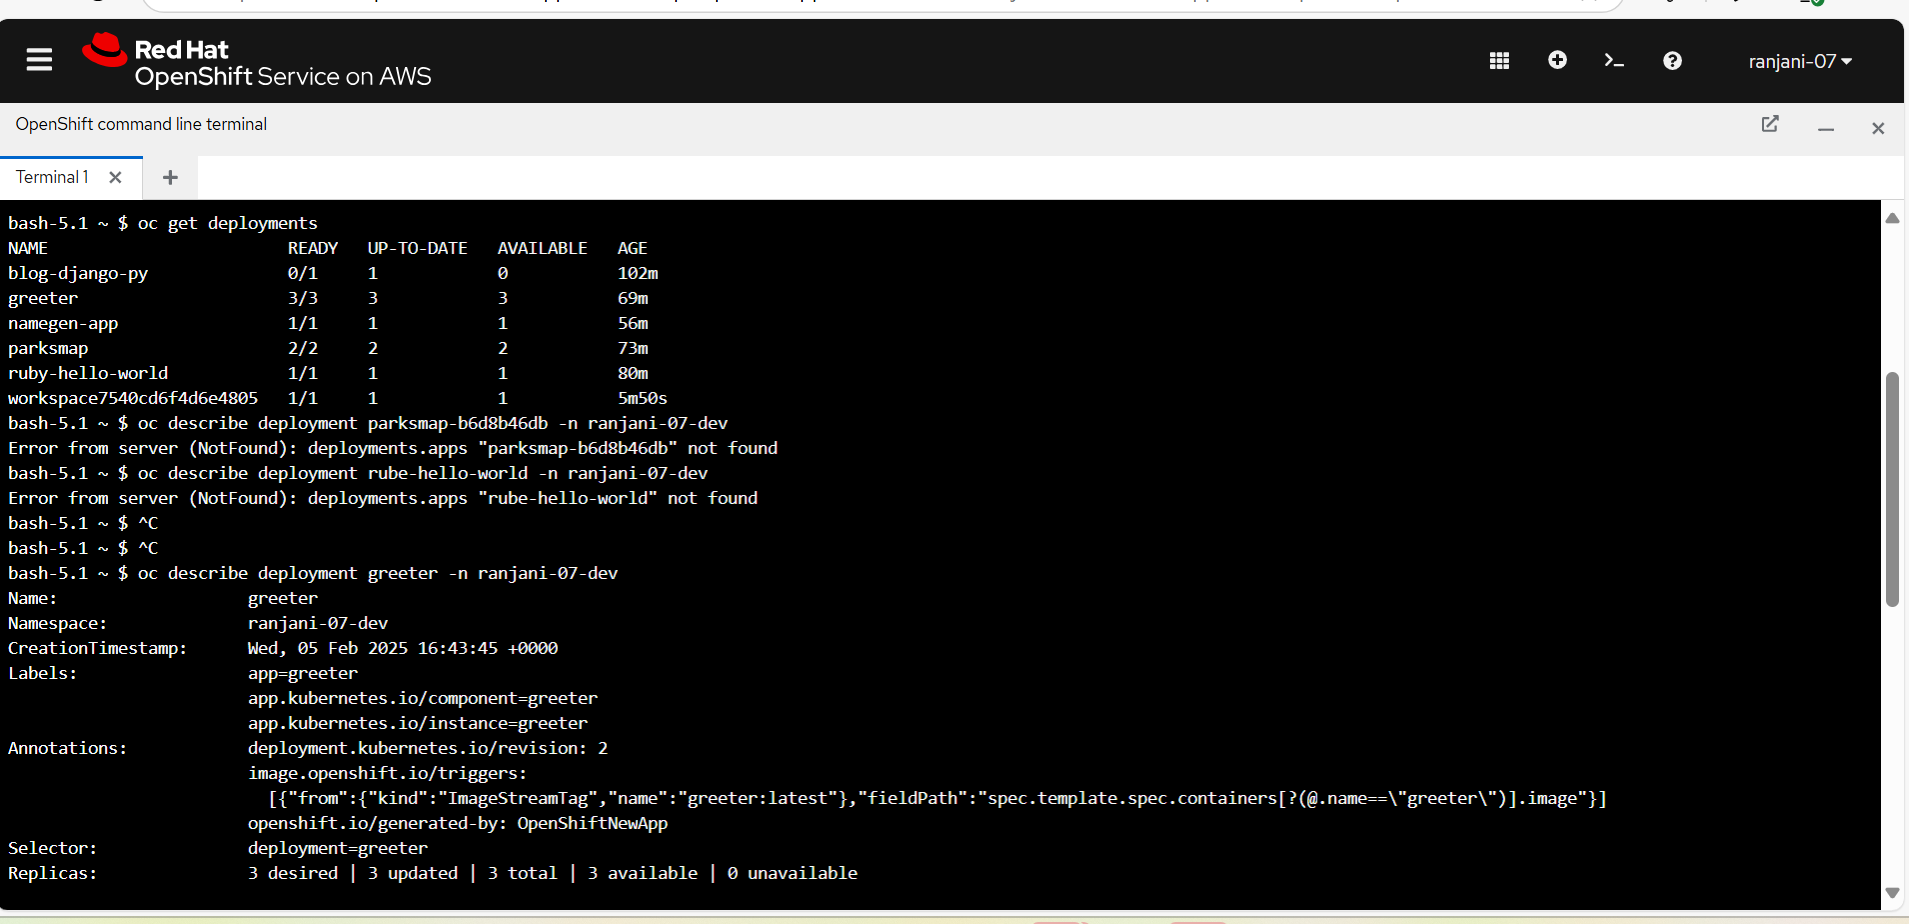 Red Hat
OpenShift Service on AWS
ranjani-07
OpenShift command line terminal
Terminal 1
bash-5.1 ~ $ oc get deployments
NAME READY UP-TO-DATE AVAILABLE AGE
blog-django-py 0/1 1 0 102m
greeter 3/3 3 3 69m
namegen-app 1/1 1 1 56m
parksmap 2/2 2 2 73m
ruby-hello-world 1/1 1 1 80m
workspace7540cd6f4d6e4805 1/1 1 1 5m50s
bash-5.1 ~ $ oc describe deployment parksmap-b6d8b46db -n ranjani-07-dev
Error from server (NotFound): deployments.apps "parksmap-b6d8b46db" not found
bash-5.1 ~ $ oc describe deployment rube-hello-world -n ranjani-07-dev
Error from server (NotFound): deployments.apps "rube-hello-world" not found
bash-5.1 ~ $ ^C
bash-5.1 ~ $ ^C
bash-5.1 ~ $ oc describe deployment greeter -n ranjani-07-dev
Name: greeter
Namespace: ranjani-07-dev
CreationTimestamp: Wed, 05 Feb 2025 16:43:45 +0000
Labels: app=greeter
app.kubernetes.io/component=greeter
app.kubernetes.io/instance=greeter
Annotations: deployment.kubernetes.io/revision: 2
image.openshift.io/triggers:
[{"from":{"kind":"ImageStreamTag","name":"greeter:latest"},"fieldPath":"spec.template.spec.containers[?(@.name==\"greeter\")].image"}]
openshift.io/generated-by: OpenShiftNewApp
Selector: deployment=greeter
Replicas: 3 desired | 3 updated | 3 total | 3 available | 0 unavailable